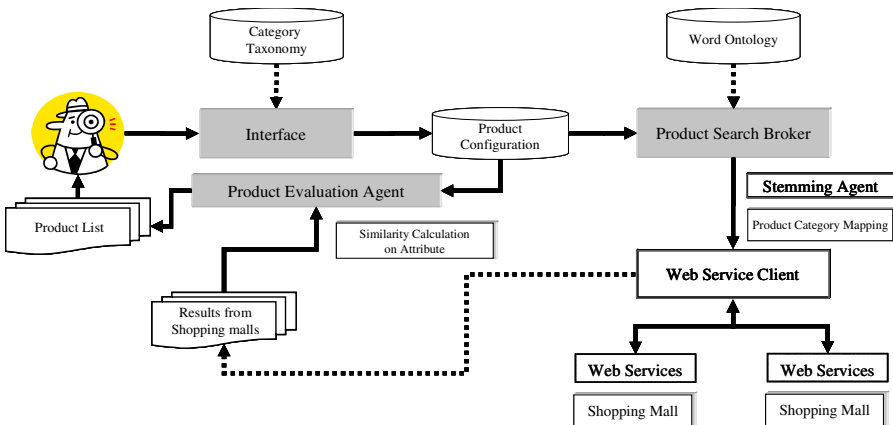 Category
Taxonomy
Word Ontology
Interface
Product
Configuration
Product Search Broker
Product Evaluation Agent
Stemming Agent
Product List
Similarity Calculation
on Attribute
Product Category Mapping
Web Service Client
Results from
Shopping malls
Web Services
Web Services
Shopping Mall
Shopping Mall